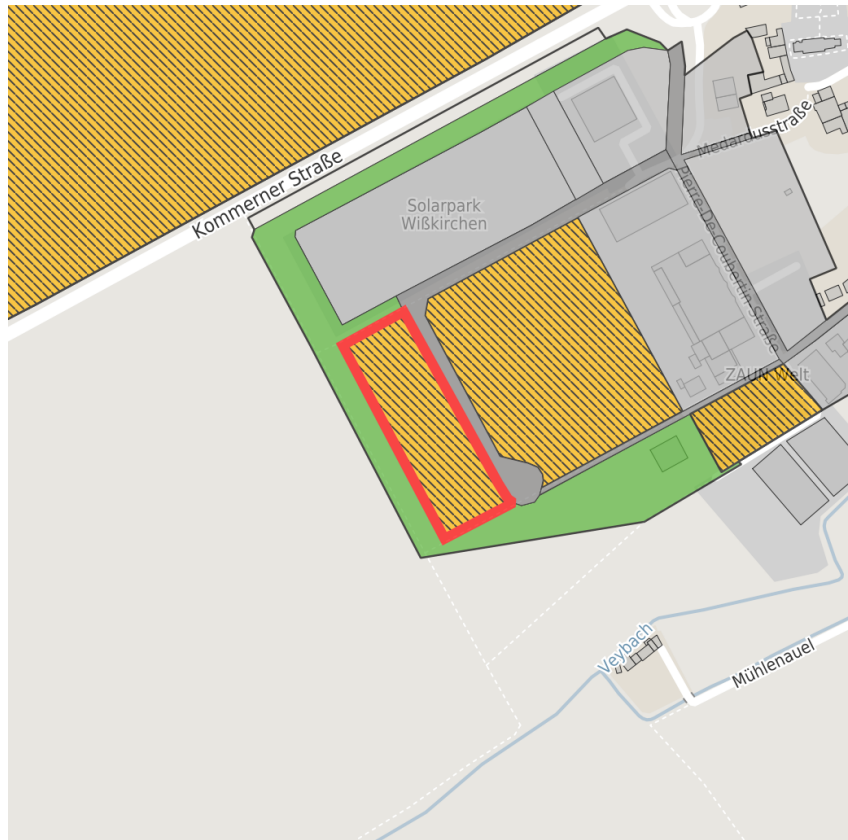 Medardusstraße
Kommerner Straße
Solarpark
Wißkirchen
Pierre-De-Coubertin-Straße
ZAUN Welt
Veybach
Mühlenauel